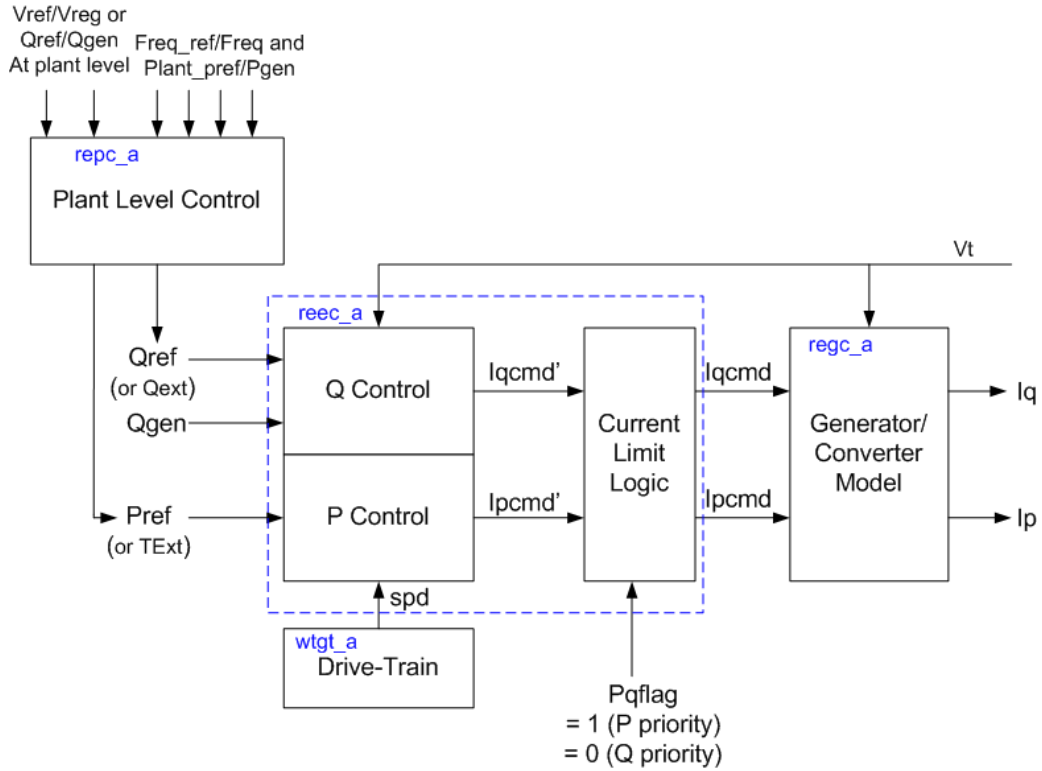 Vref/Vreg or
Qref/Qgen
At plant level
Freq_ref/Freq and
Plant_pref/Pgen
repc_a
Plant Level Control
Vt
reec_a
regc_a
Qref
(or Qext)
Qgen
Q Control
Iqcmd’
Current
Limit
Logic
Iqcmd
Generator/
Converter
Model
Iq
Pref
(or TExt)
P Control
Ipcmd’
Ipcmd
Ip
spd
wtgt_a
Drive-Train
Pqflag
= 1 (P priority)
= 0 (Q priority)